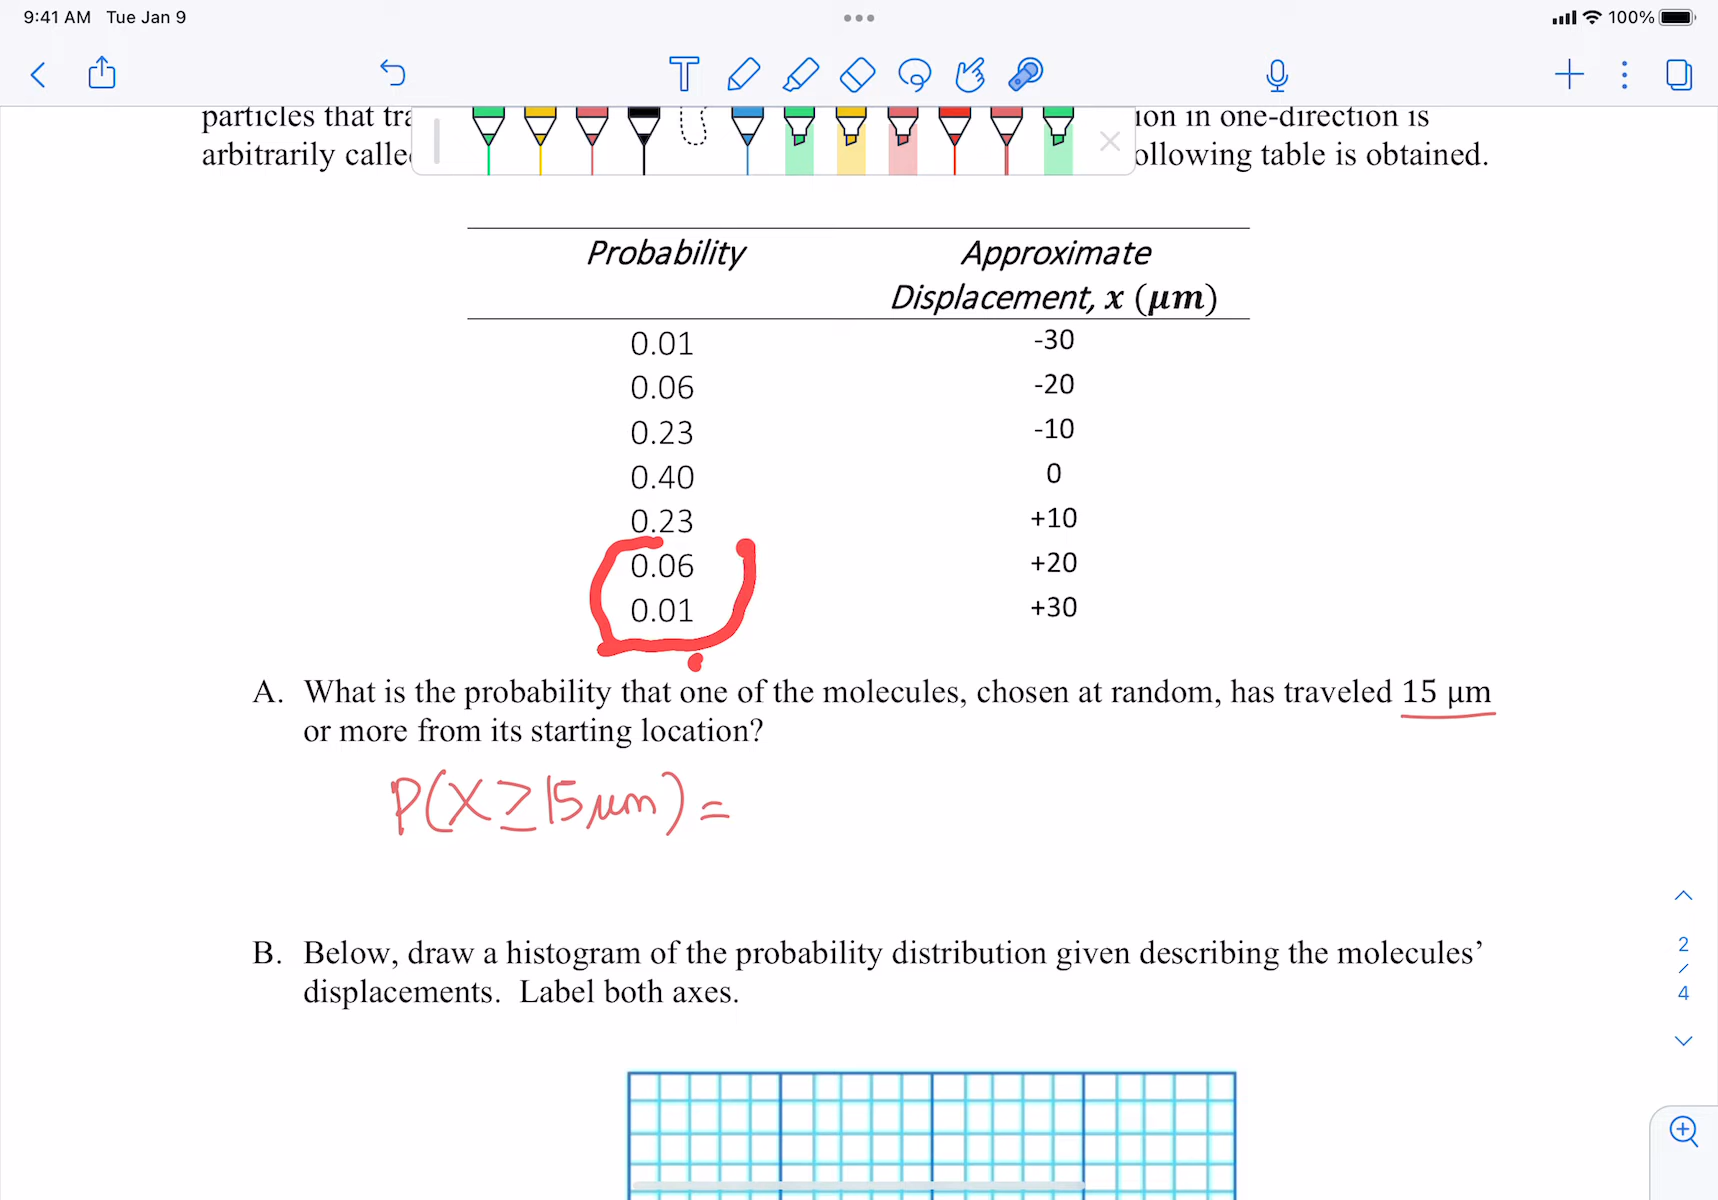 9:41 AM Tue Jan 9
100%
particles that tra
ion in one-direction is
arbitrarily calle
ollowing table is obtained.
Probability Approximate
Displacement, x (μm)
0.01 -30
0.06 -20
0.23 -10
0.40 0
0.23 +10
0.06 +20
0.01 +30
A. What is the probability that one of the molecules, chosen at random, has traveled 15 μm
or more from its starting location?
P(X ≥ 15 μm) =
B. Below, draw a histogram of the probability distribution given describing the molecules’
displacements. Label both axes.
2
/
4